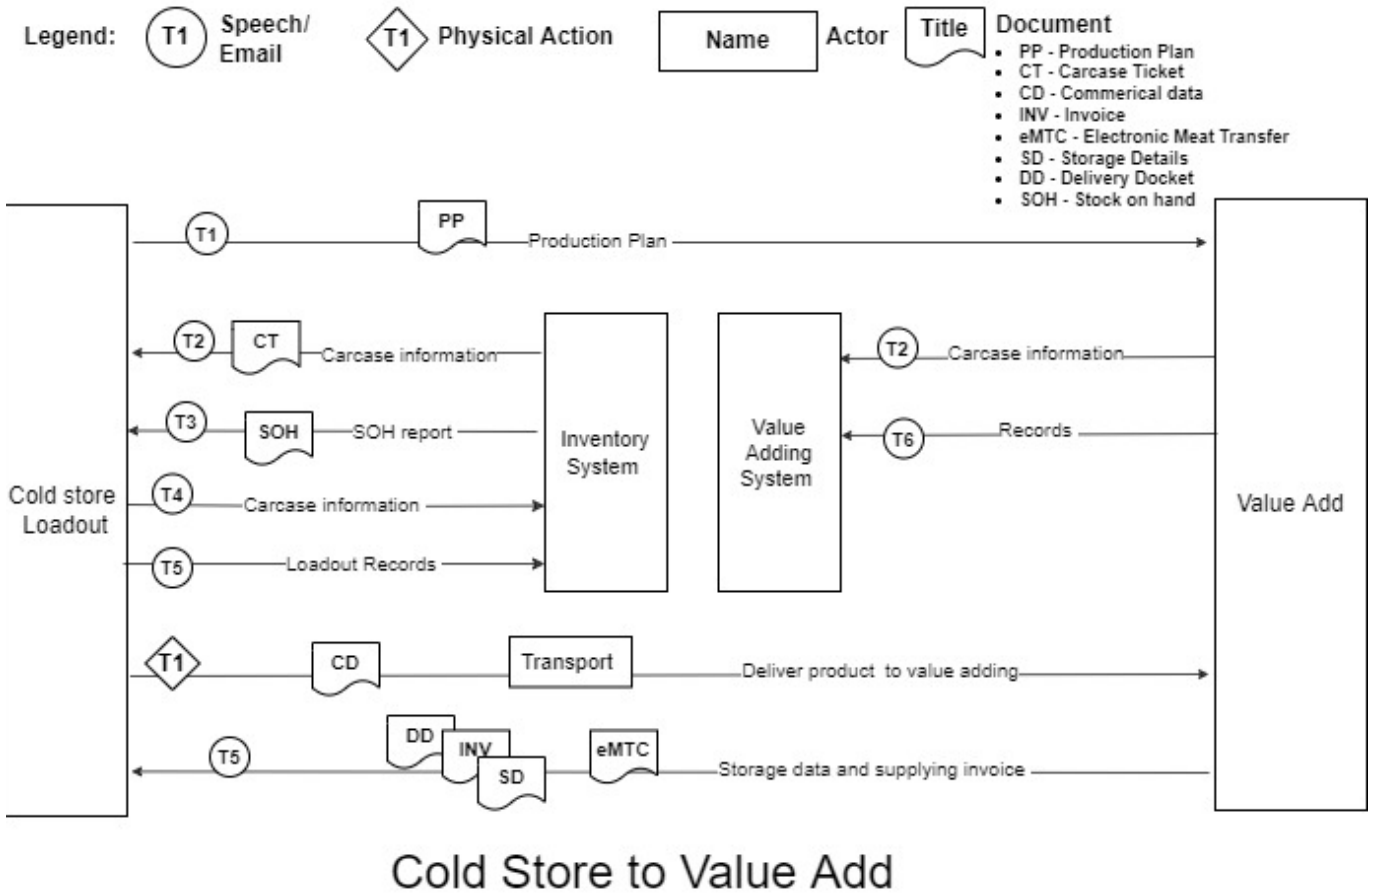 Legend:
T1
Speech/
Email
T1
Physical Action
Name
Actor
Title
Document
PP - Production Plan
CT - Carcase Ticket
CD - Commerical data
INV - Invoice
eMTC - Electronic Meat Transfer
SD - Storage Details
DD - Delivery Docket
SOH - Stock on hand
T1
PP
Production Plan
T2
CT
Carcase information
T2
Carcase information
T3
SOH
SOH report
T6
Records
Inventory
System
Value
Adding
System
Cold store
Loadout
Value Add
T4
Carcase information
T5
Loadout Records
T1
CD
Transport
Deliver product to value adding
T5
DD
INV
SD
eMTC
Storage data and supplying invoice
Cold Store to Value Add